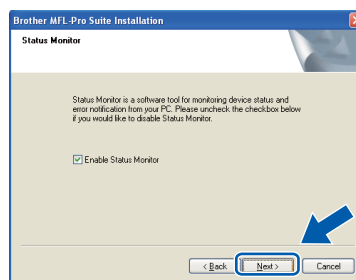 Brother MFL-Pro Suite Installation
Status Monitor
Status Monitor is a software tool for monitoring device status and
error notification from your PC. Please uncheck the checkbox below
if you would like to disable Status Monitor.
Enable Status Monitor
< Back Next > Cancel